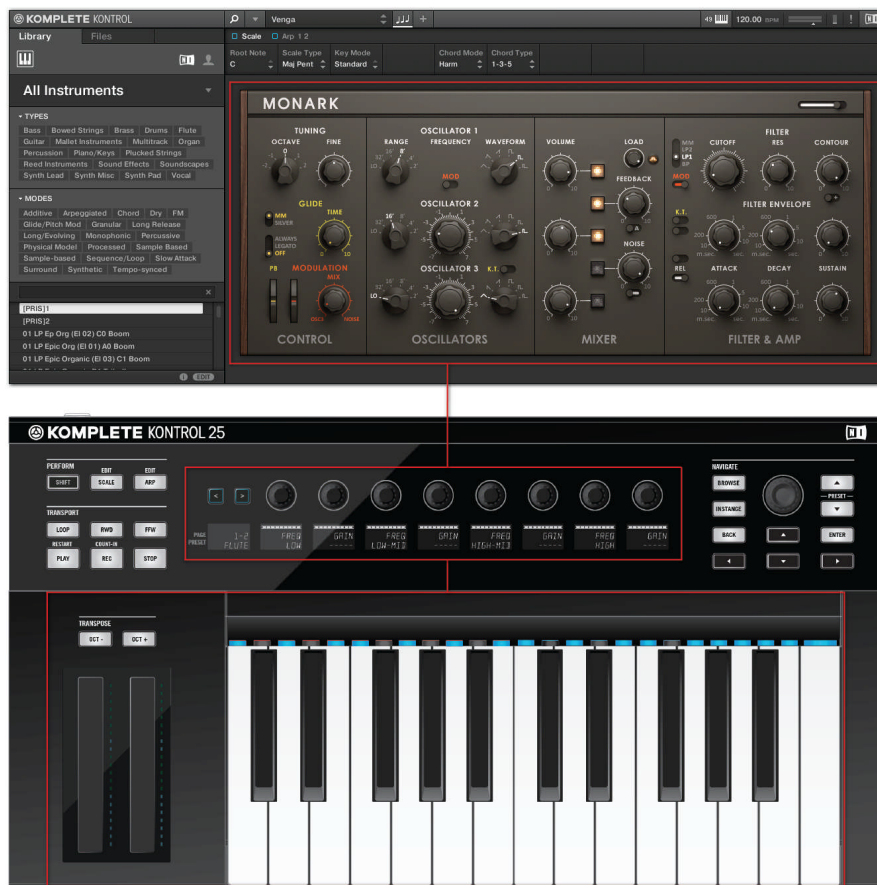 KOMPLETE KONTROL
Venga
49
120.00 BPM
!
Library
Files
Scale
Arp 1 2
Root Note
Scale Type
Key Mode
Chord Mode
Chord Type
C
Maj Pent
Standard
Harm
1-3-5
All Instruments
TYPES
Bass Bowed Strings Brass Drums Flute
Guitar Mallet Instruments Multitrack Organ
Percussion Piano/Keys Plucked Strings
Reed Instruments Sound Effects Soundscapes
Synth Lead Synth Misc Synth Pad Vocal
MODES
Additive Arpeggiated Chord Dry FM
Glide/Pitch Mod Granular Long Release
Long/Evolving Monophonic Percussive
Physical Model Processed Sample Based
Sample-based Sequence/Loop Slow Attack
Surround Synthetic Tempo-synced
[PRIS]1
[PRIS]2
01 LP Ep Org (El 02) C0 Boom
01 LP Epic Organic (El 01) A0 Boom
01 LP Epic Organic (El 03) C1 Boom
EDIT
MONARK
TUNING
OCTAVE FINE
GLIDE
TIME
MM
SILVER
ALWAYS
LEGATO
OFF
PB
MODULATION
MIX
OSC3 NOISE
CONTROL
OSCILLATOR 1
RANGE FREQUENCY WAVEFORM
MOD
OSCILLATOR 2
OSCILLATOR 3
K.T.
OSCILLATORS
VOLUME
LOAD
FEEDBACK
A
NOISE
MIXER
FILTER
MM
LP2
LP1
BP
CUTOFF
RES
CONTOUR
MOD
K.T.
FILTER ENVELOPE
REL
ATTACK DECAY SUSTAIN
m.sec. sec. m.sec. sec.
FILTER & AMP
KOMPLETE KONTROL 25
NI
PERFORM
EDIT
EDIT
SHIFT
SCALE
ARP
TRANSPORT
LOOP
RWD
FFW
RESTART
COUNT-IN
PLAY
REC
STOP
PAGE
PRESET
1-2
FLUTE
FREQ
LOW
GAIN
FREQ
LOW-MID
GAIN
FREQ
HIGH-MID
GAIN
FREQ
HIGH
GAIN
NAVIGATE
BROWSE
INSTANCE
BACK
PRESET
ENTER
TRANSPOSE
OCT -
OCT +